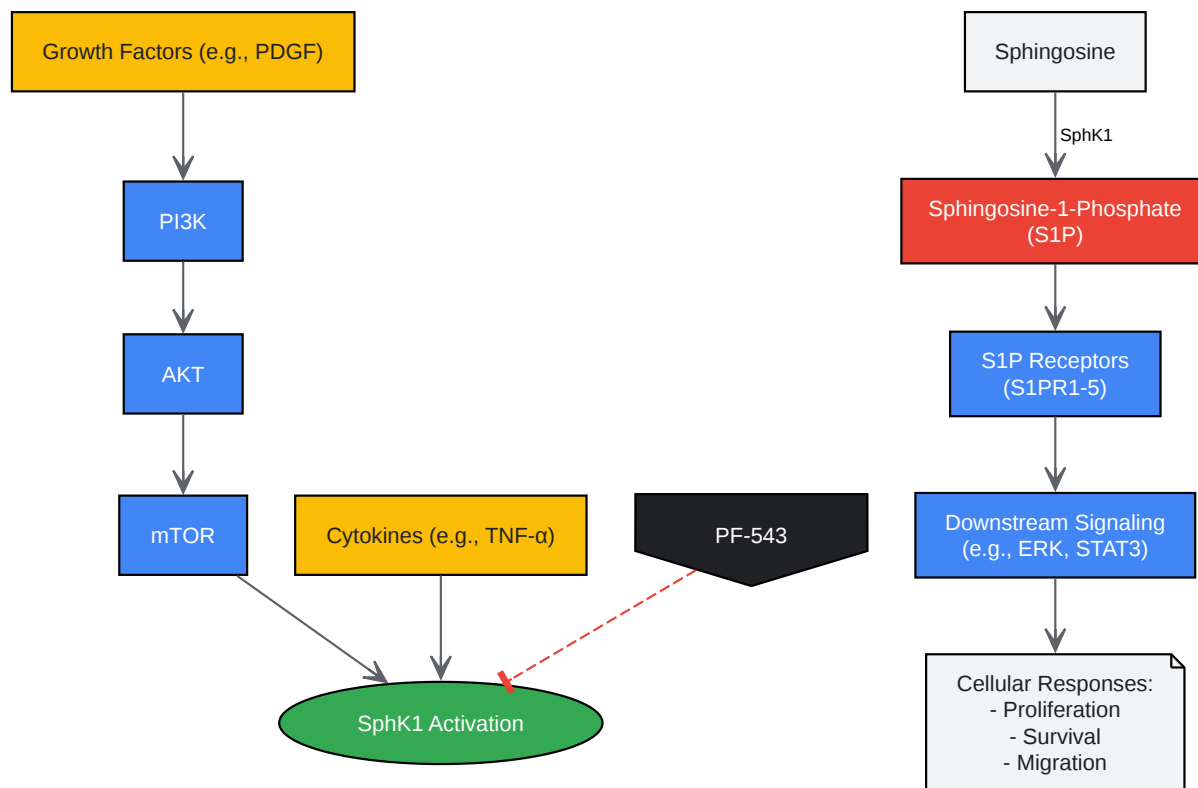 Growth Factors (e.g., PDGF)
Sphingosine
SphK1
PI3K
Sphingosine-1-Phosphate
(S1P)
AKT
S1P Receptors
(S1PR1-5)
mTOR
Cytokines (e.g., TNF-α)
PF-543
Downstream Signaling
(e.g., ERK, STAT3)
SphK1 Activation
Cellular Responses:
- Proliferation
- Survival
- Migration